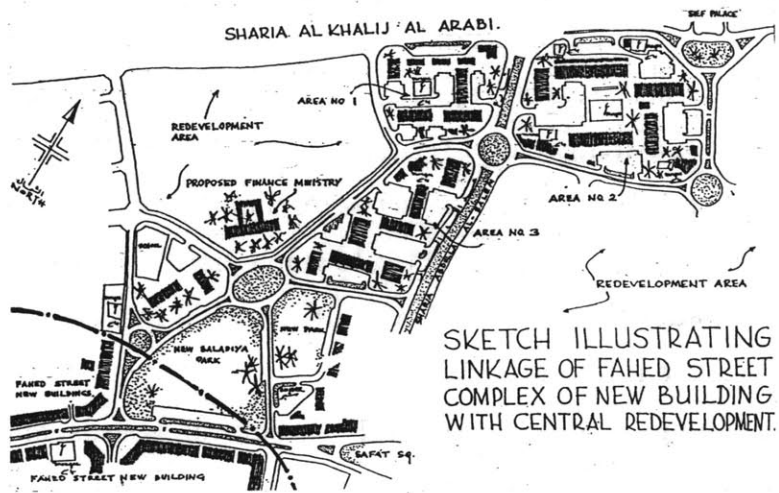 SHARIA AL KHALIJ AL ARABI.
SEIF PALACE
AREA NO 1
REDEVELOPMENT
AREA
NORTH
PROPOSED FINANCE MINISTRY
AREA NO 2
AREA NO 3
REDEVELOPMENT AREA
SCHOOL
NEW PARK
NEW BALADIYA
PARK
FAHED STREET
NEW BUILDINGS
SKETCH ILLUSTRATING
LINKAGE OF FAHED STREET
COMPLEX OF NEW BUILDING
WITH CENTRAL REDEVELOPMENT.
SAFAT SQ.
FAHED STREET NEW BUILDING